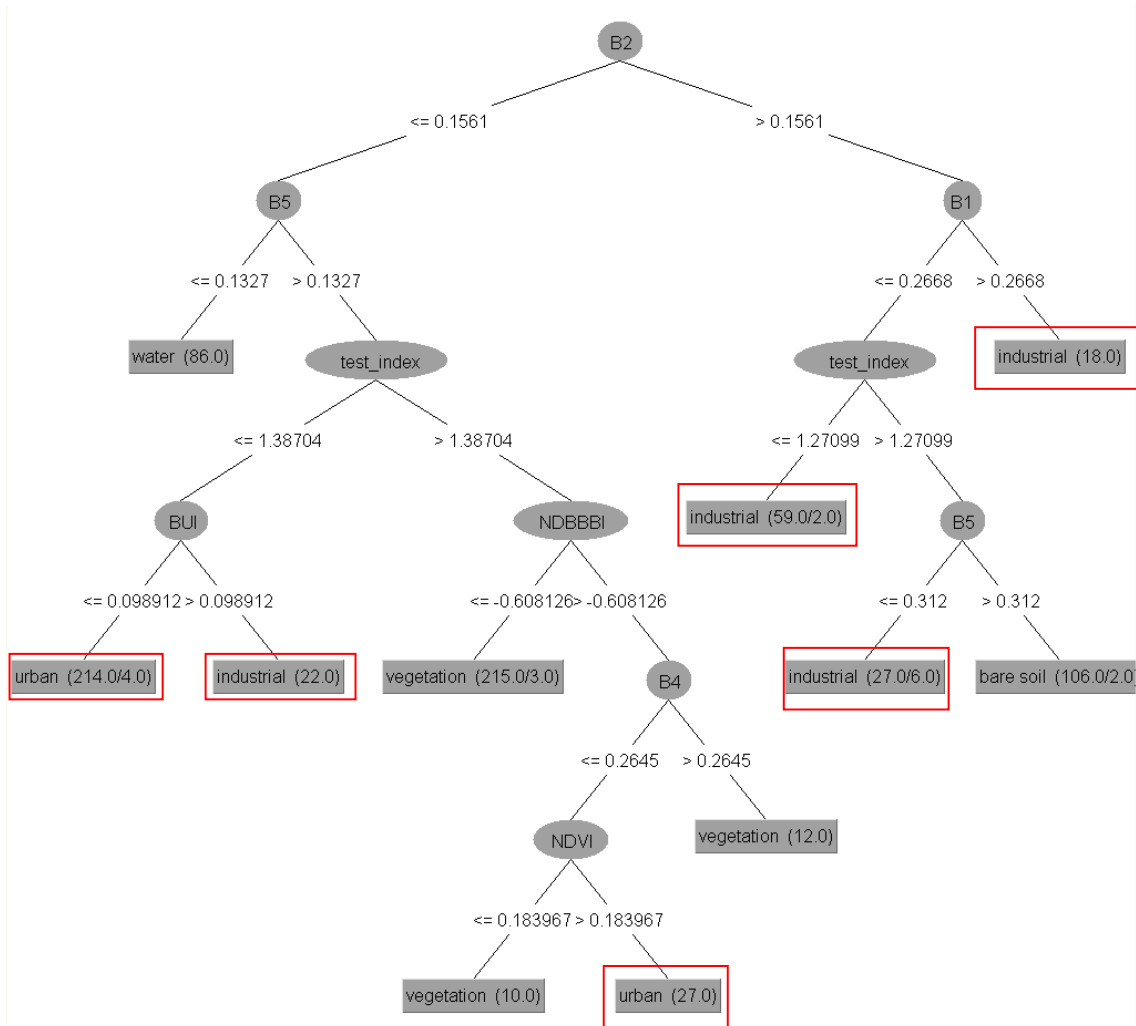 B2
<= 0.1561 > 0.1561
B5 B1
<= 0.1327 > 0.1327 <= 0.2668 > 0.2668
water (86.0) test_index test_index industrial (18.0)
<= 1.38704 > 1.38704 <= 1.27099 > 1.27099
BUI NDBBBI industrial (59.0/2.0) B5
<= 0.098912 > 0.098912 <= -0.608126 > -0.608126 <= 0.312 > 0.312
urban (214.0/4.0) industrial (22.0) vegetation (215.0/3.0) B4 industrial (27.0/6.0) bare soil (106.0/2.0)
<= 0.2645 > 0.2645
NDVI vegetation (12.0)
<= 0.183967 > 0.183967
vegetation (10.0) urban (27.0)